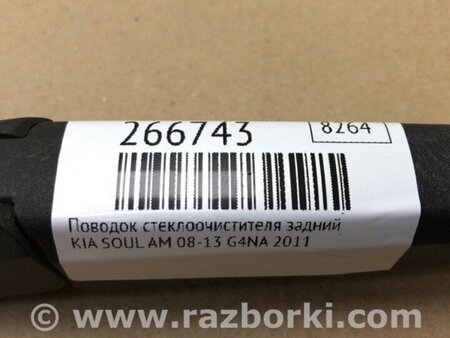 266743
8264
Поводок стеклоочистителя задний
KIA SOUL AM 08-13 G4NA 2011
© www.razborki.com